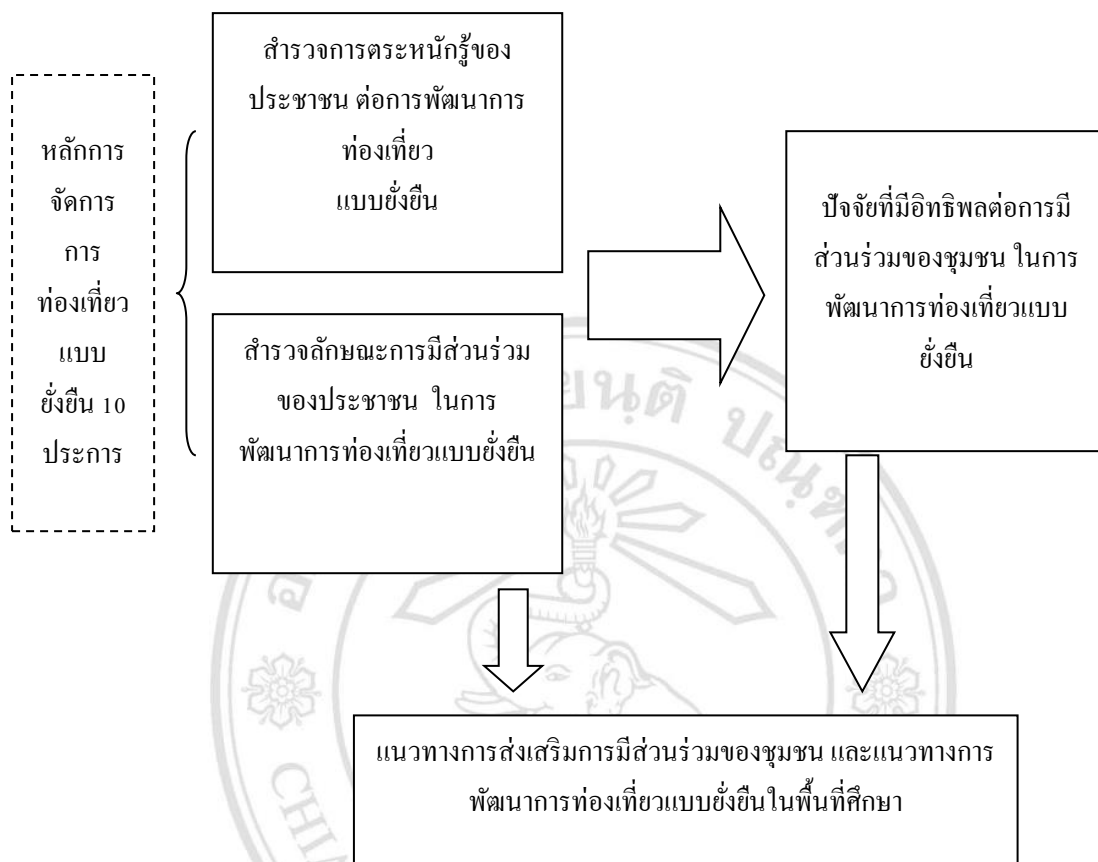 หลักการ
จัดการ
การ
ท่องเที่ยว
แบบ
ยั่งยืน 10
ประการ
สำรวจการตระหนักรู้ของ
ประชาชน ต่อการพัฒนาการ
ท่องเที่ยว
แบบยั่งยืน
สำรวจลักษณะการมีส่วนร่วม
ของประชาชน ในการ
พัฒนาการท่องเที่ยวแบบยั่งยืน
ปัจจัยที่มีอิทธิพลต่อการมี
ส่วนร่วมของชุมชน ในการ
พัฒนาการท่องเที่ยวแบบ
ยั่งยืน
แนวทางการส่งเสริมการมีส่วนร่วมของชุมชน และแนวทางการ
พัฒนาการท่องเที่ยวแบบยั่งยืนในพื้นที่ศึกษา